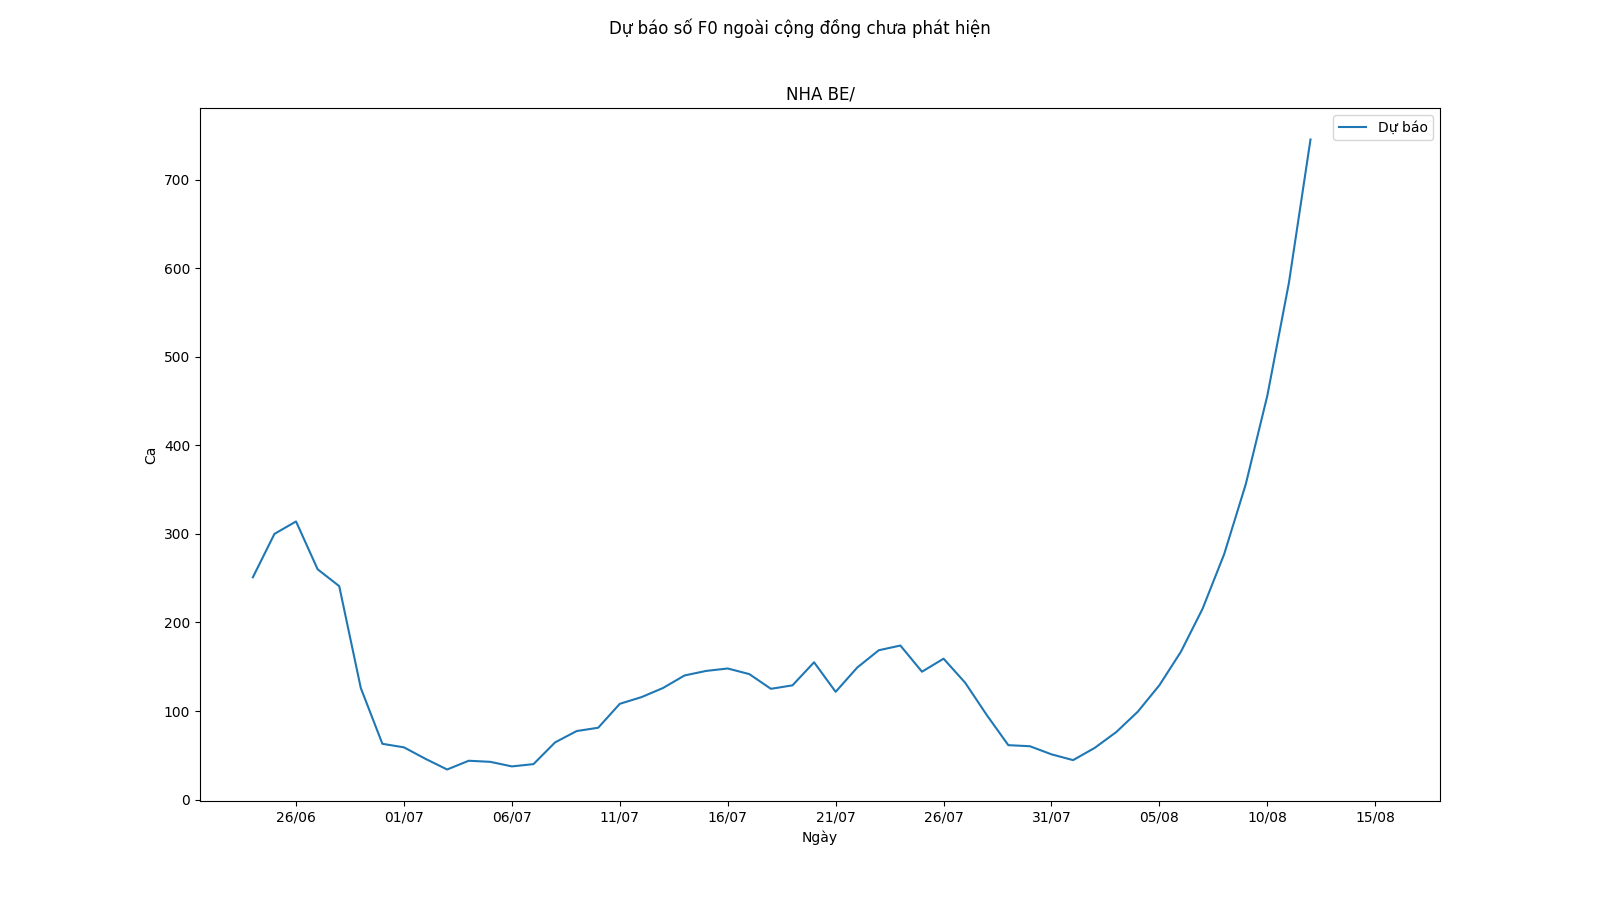 Dự báo số F0 ngoài cộng đồng chưa phát hiện
NHA BE/
Dự báo
700
600
500
400
300
200
100
0
Ca
26/06 01/07 06/07 11/07 16/07 21/07 26/07 31/07 05/08 10/08 15/08
Ngày